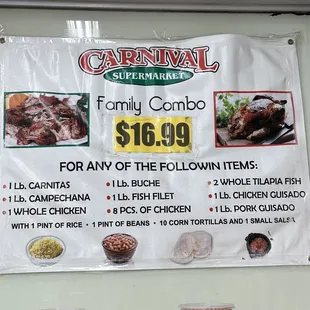 CARNIVAL
SUPERMARKET
Family Combo
$16.99
FOR ANY OF THE FOLLOWIN ITEMS:
• 1 Lb. CARNITAS
• 1 Lb. CAMPECHANA
• 1 WHOLE CHICKEN
• 1 Lb. BUCHE
• 1 Lb. FISH FILET
• 8 PCS. OF CHICKEN
• 2 WHOLE TILAPIA FISH
• 1 Lb. CHICKEN GUISADO
• 1 Lb. PORK GUISADO
WITH 1 PINT OF RICE • 1 PINT OF BEANS • 10 CORN TORTILLAS AND 1 SMALL SALSA